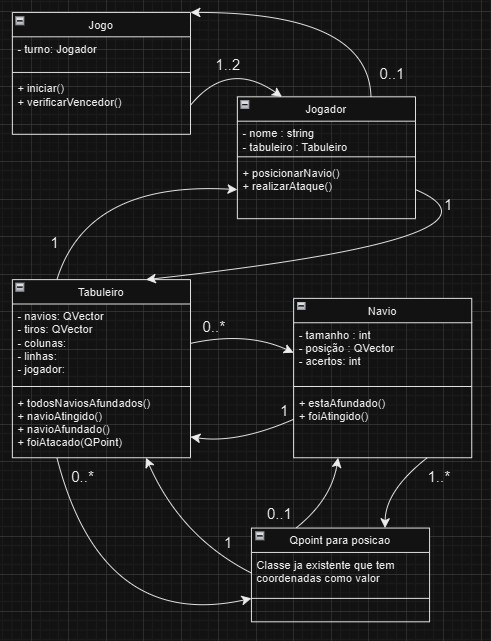 Jogo
- turno: Jogador
+ iniciar()
+ verificarVencedor()
0..1
1..2
Jogador
- nome : string
- tabuleiro : Tabuleiro
+ posicionarNavio()
+ realizarAtaque()
1
1
Tabuleiro
- navios: QVector
- tiros: QVector
- colunas:
- linhas:
- jogador:
+ todosNaviosAfundados()
+ navioAtingido()
+ navioAfundado()
+ foiAtacado(QPoint)
0..*
Navio
- tamanho : int
- posição : QVector
- acertos: int
+ estaAfundado()
+ foiAtingido()
1
0..*
1..*
0..1
1
Qpoint para posicao
Classe ja existente que tem
coordenadas como valor